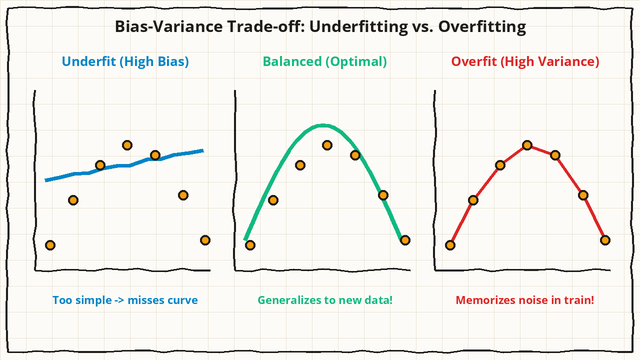 Bias-Variance Trade-off: Underfitting vs. Overfitting
Underfit (High Bias)
Balanced (Optimal)
Overfit (High Variance)
Too simple -> misses curve
Generalizes to new data!
Memorizes noise in train!